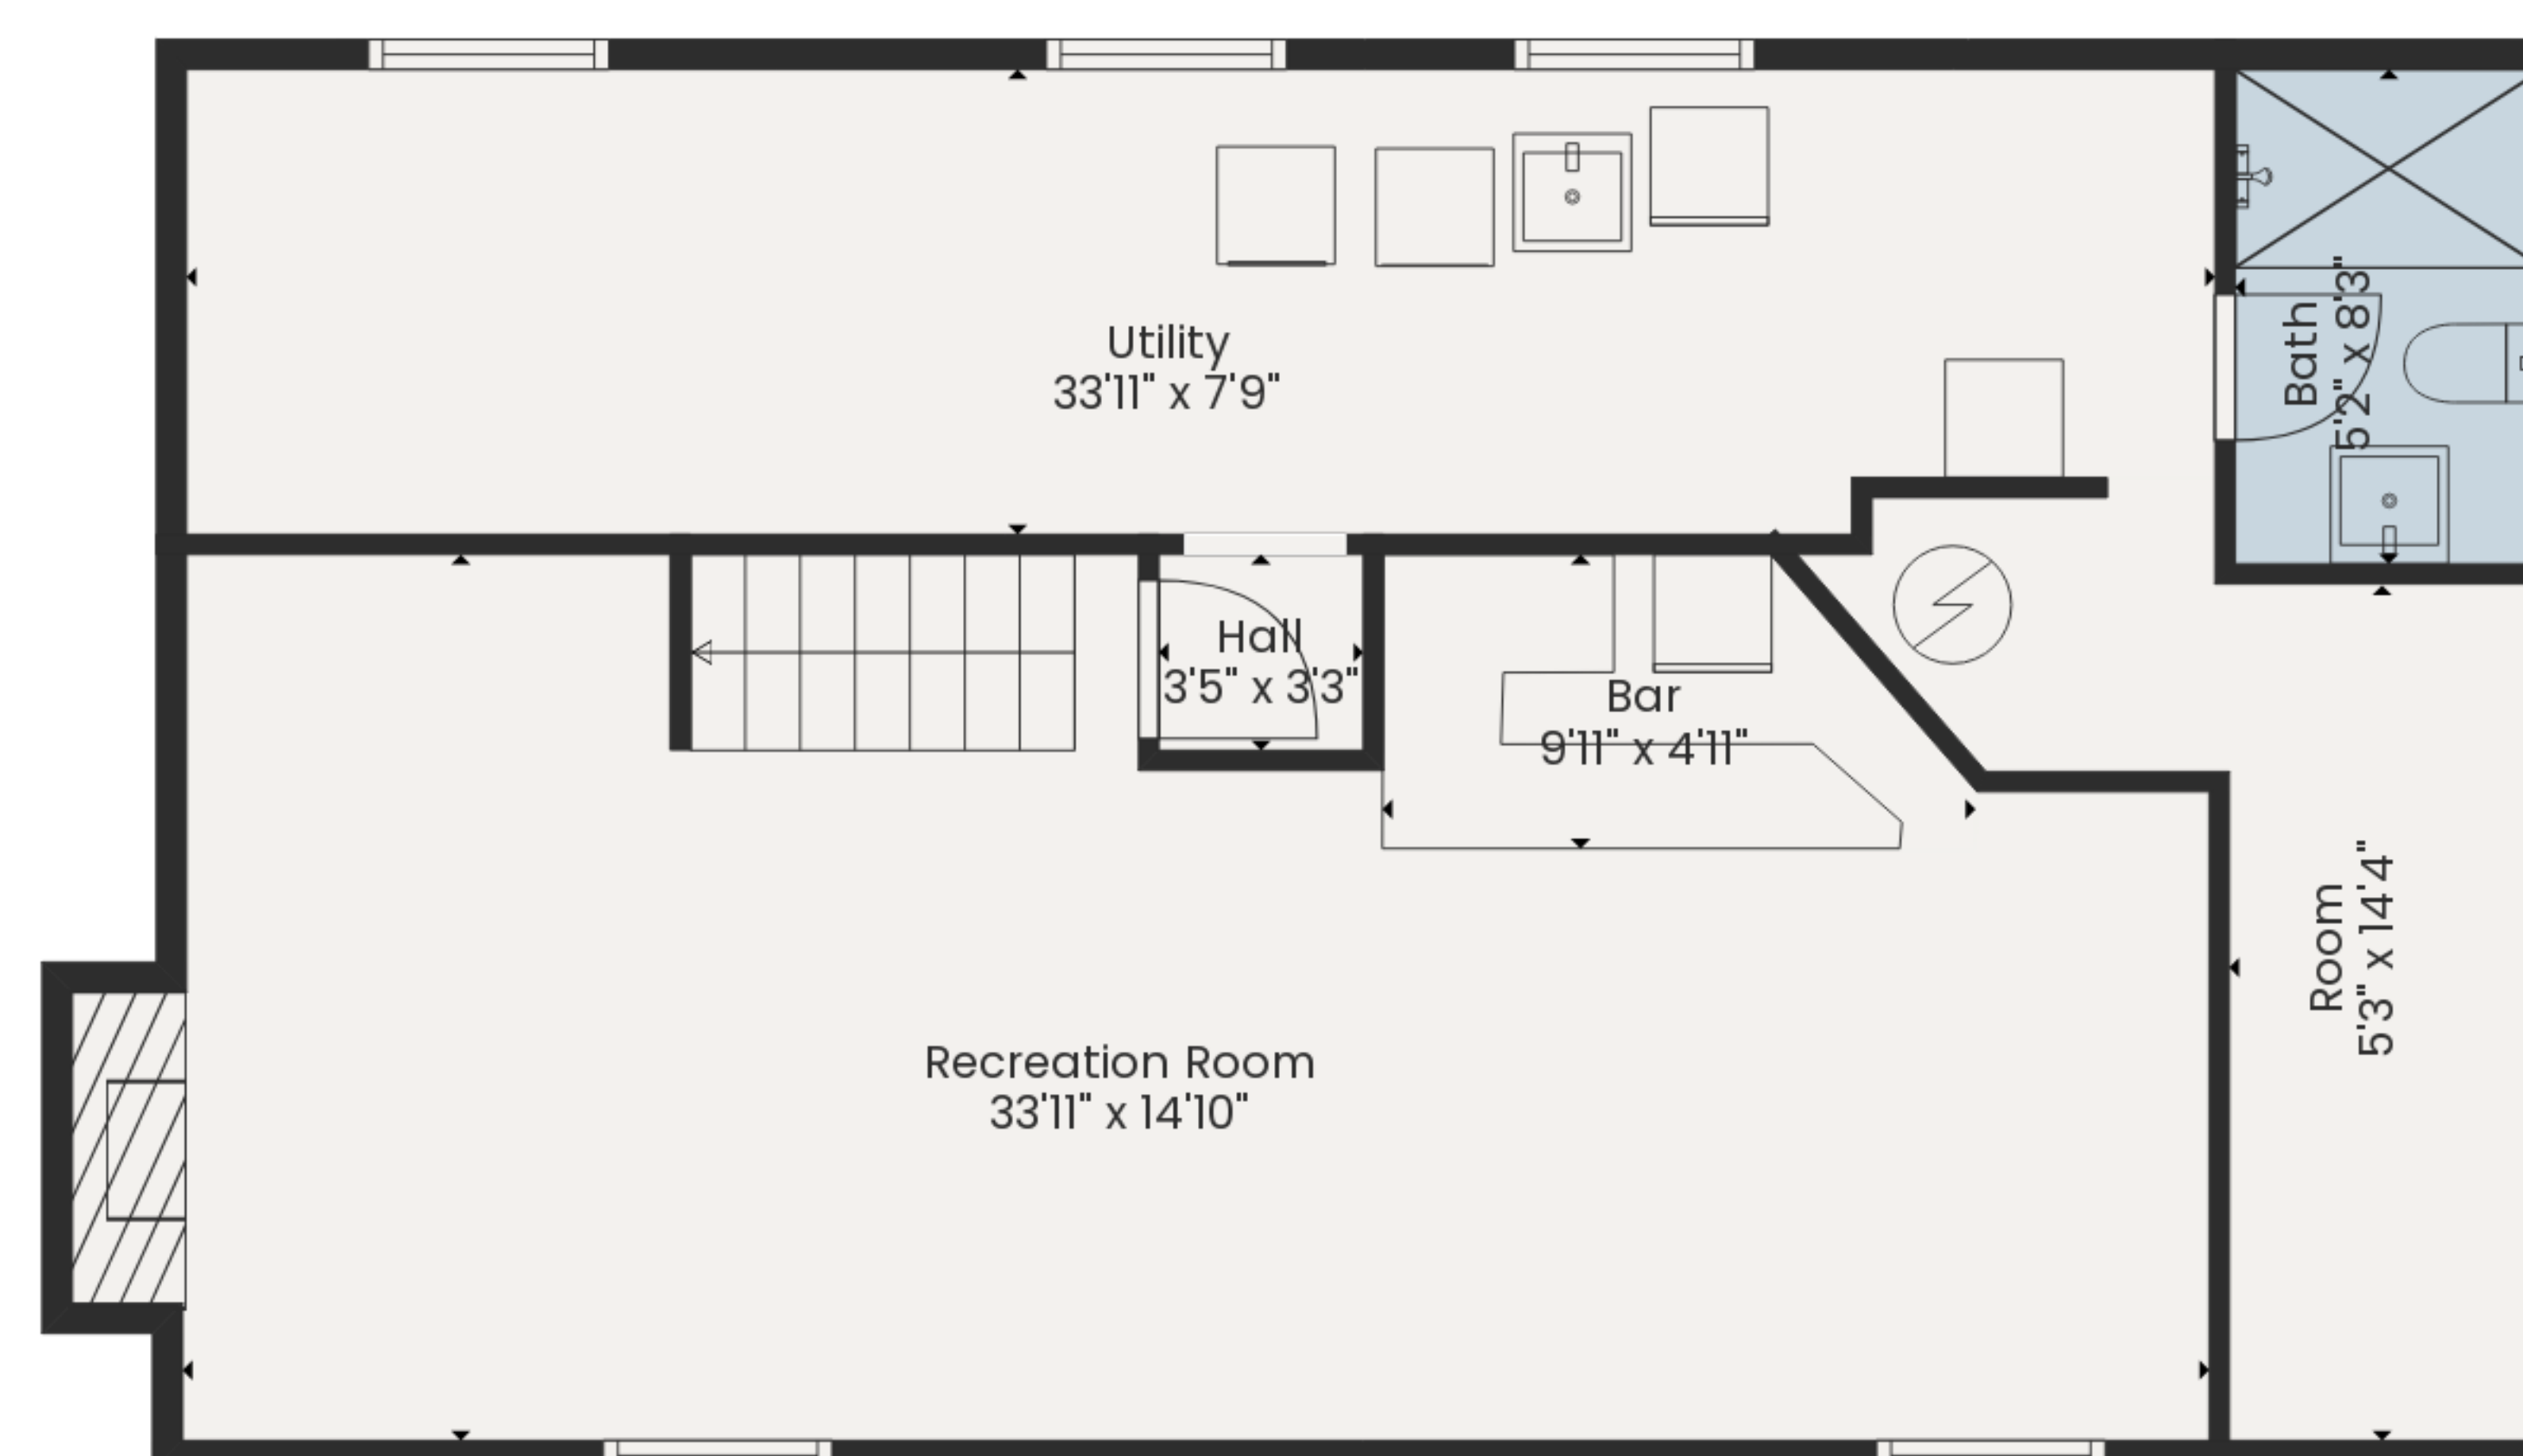 Utility
33'11" x 7'9"
Bath
5'2" x 8'3"
Hall
3'5" x 3'3"
Bar
9'11" x 4'11"
Room
5'3" x 14'4"
Recreation Room
33'11" x 14'10"